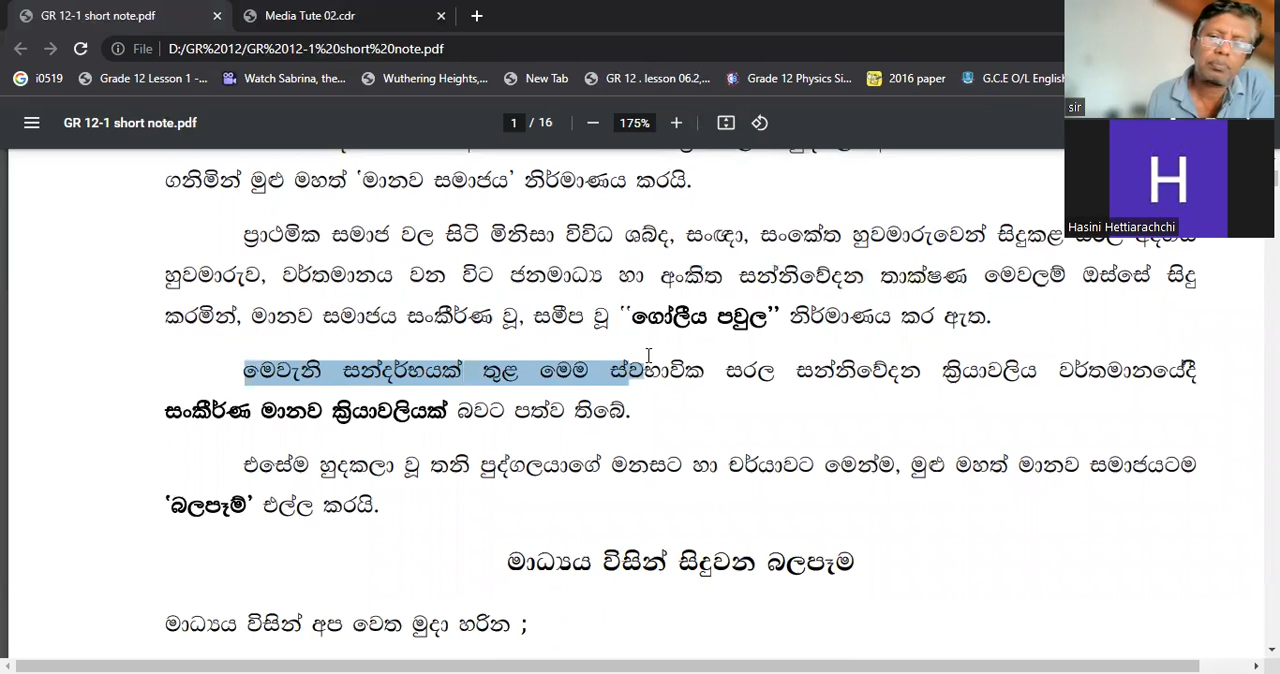 GR 12-1 short note.pdf
Media Tute 02.cdr
File D:/GR%2012/GR%2012-1%20short%20note.pdf
i0519 Grade 12 Lesson 1 -... Watch Sabrina, the... Wuthering Heights,... New Tab GR 12 . lesson 06.2,... Grade 12 Physics Si... 2016 paper G.C.E O/L English
GR 12-1 short note.pdf 1 / 16 175%
sir
Hasini Hettiarachchi
H
ගනිමින් මුළු මහත් ‘මානව සමාජය’ නිර්මාණය කරයි.
ප්‍රාථමික සමාජ වල සිටි මිනිසා විවිධ ශබ්ද, සංඥා, සංකේත හුවමාරුවෙන් සිදුකළ
හුවමාරුව, වර්තමානය වන විට ජනමාධ්‍ය හා අංකිත සන්නිවේදන තාක්ෂණ මෙවලම් ඔස්සේ සිදු
කරමින්, මානව සමාජය සංකීර්ණ වූ, සමීප වූ ‘‘ගෝලීය පවුල’’ නිර්මාණය කර ඇත.
මෙවැනි සන්දර්භයක් තුළ මෙම ස්වභාවික සරල සන්නිවේදන ක්‍රියාවලිය වර්තමානයේදී
සංකීර්ණ මානව ක්‍රියාවලියක් බවට පත්ව තිබේ.
එසේම හුදකලා වූ තනි පුද්ගලයාගේ මනසට හා චර්යාවට මෙන්ම, මුළු මහත් මානව සමාජයටම
‘බලපෑම්’ එල්ල කරයි.
මාධ්‍යය විසින් සිදුවන බලපෑම
මාධ්‍යය විසින් අප වෙත මුදා හරින ;